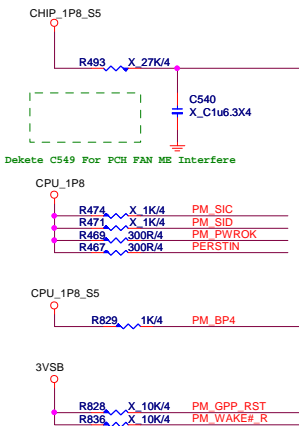 CHIP_1P8_S5
R493 X_27K/4
C540
X_C1u6.3X4
Dekete C549 For PCH FAN ME Interfere
CPU_1P8
R474 X_1K/4 PM_SIC
R471 X_1K/4 PM_SID
R469 300R/4 PM_PWROK
R467 300R/4 PERSTIN
CPU_1P8_S5
R829 1K/4 PM_BP4
3VSB
R828 X_10K/4 PM_GPP_RST
R836 X_10K/4 PM_WAKE#_R